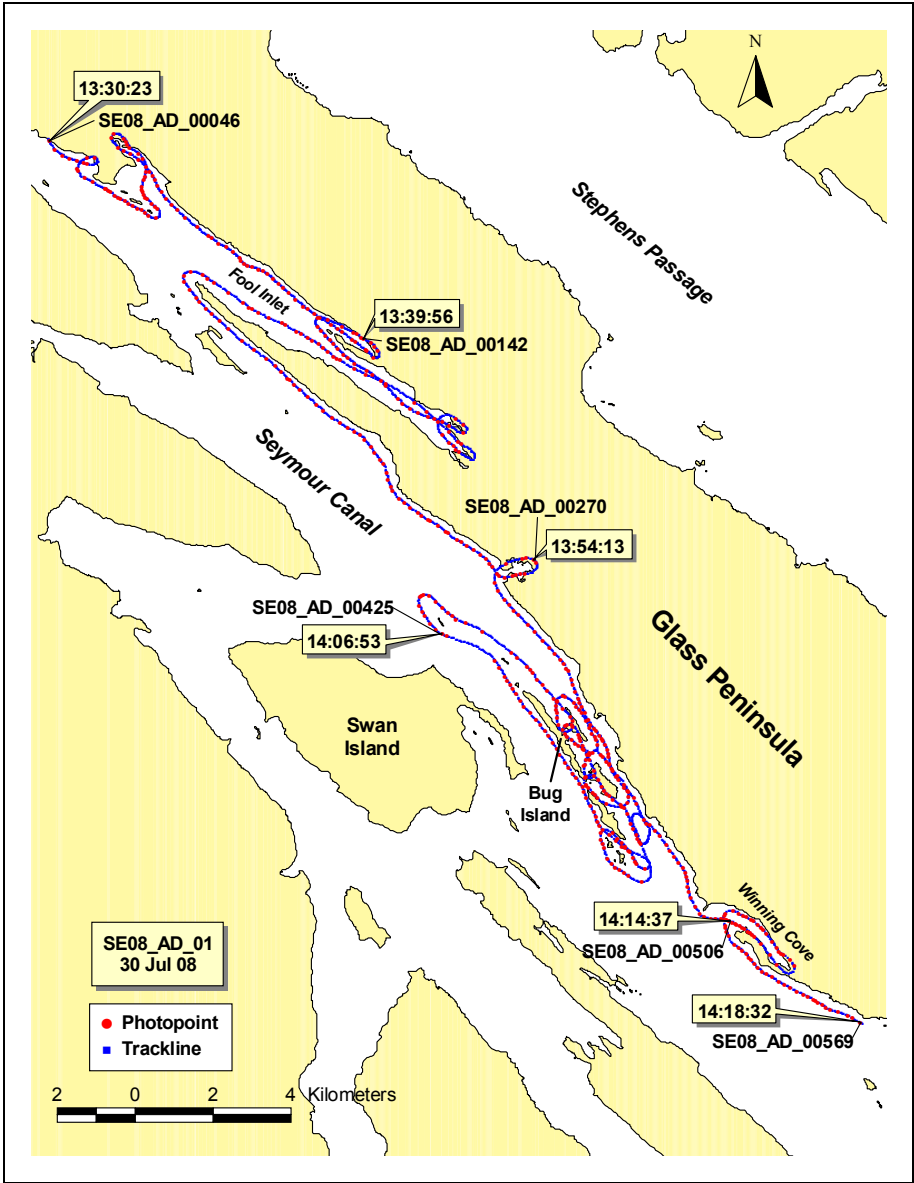 N
13:30:23
SE08_AD_00046
Stephens Passage
Fool Inlet
13:39:56
SE08_AD_00142
Seymour Canal
SE08_AD_00270
13:54:13
SE08_AD_00425
14:06:53
Glass Peninsula
Swan
Island
Bug
Island
Winning Cove
14:14:37
SE08_AD_00506
14:18:32
SE08_AD_00569
SE08_AD_01
30 Jul 08
Photopoint
Trackline
2 0 2 4 Kilometers